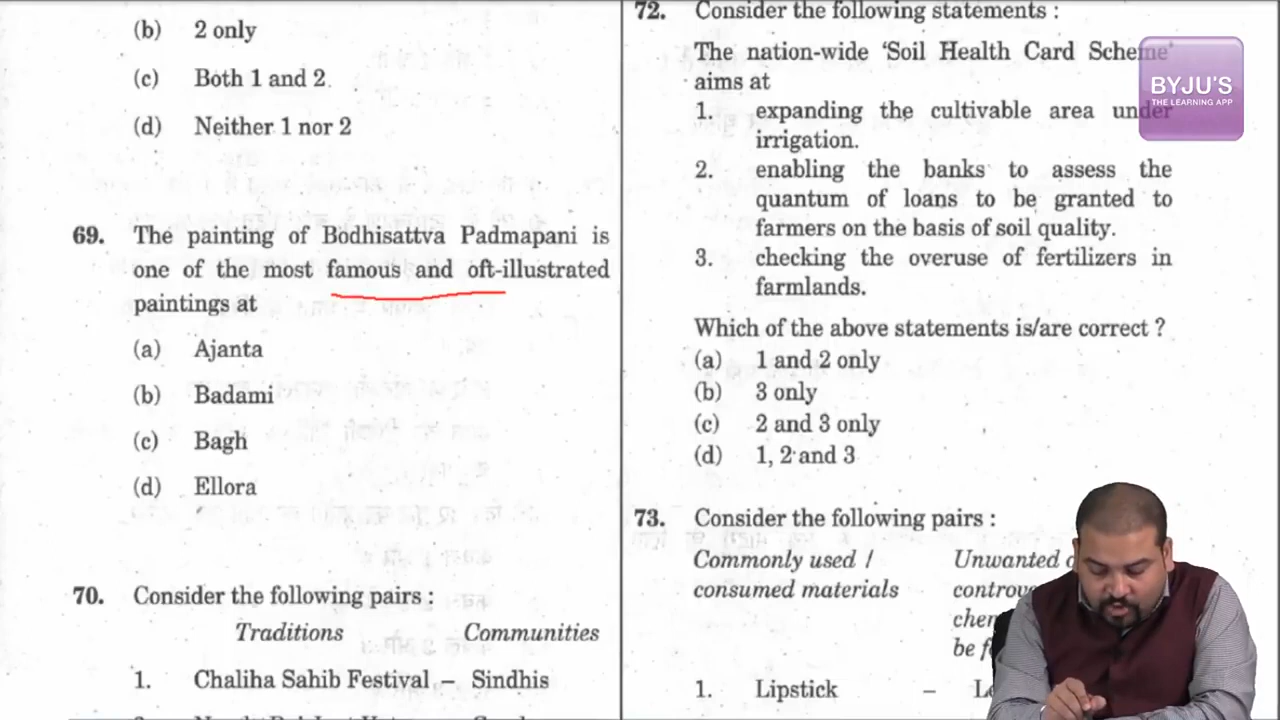 (b) 2 only
(c) Both 1 and 2
(d) Neither 1 nor 2
69. The painting of Bodhisattva Padmapani is
one of the most famous and oft-illustrated
paintings at
(a) Ajanta
(b) Badami
(c) Bagh
(d) Ellora
70. Consider the following pairs :
Traditions Communities
1. Chaliha Sahib Festival – Sindhis
72. Consider the following statements :
The nation-wide ‘Soil Health Card Scheme’
aims at
1. expanding the cultivable area under
irrigation.
2. enabling the banks to assess the
quantum of loans to be granted to
farmers on the basis of soil quality.
3. checking the overuse of fertilizers in
farmlands.
Which of the above statements is/are correct ?
(a) 1 and 2 only
(b) 3 only
(c) 2 and 3 only
(d) 1, 2 and 3
73. Consider the following pairs :
Commonly used / Unwanted
consumed materials
be
1. Lipstick –
BYJU'S
THE LEARNING APP